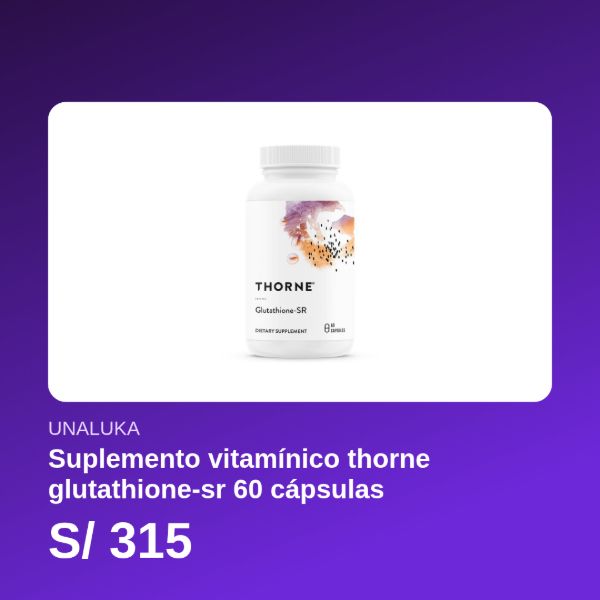 THORNE
Glutathione-SR
DIETARY SUPPLEMENT
60
CAPSULES
UNALUKA
Suplemento vitamínico thorne
glutathione-sr 60 cápsulas
S/ 315